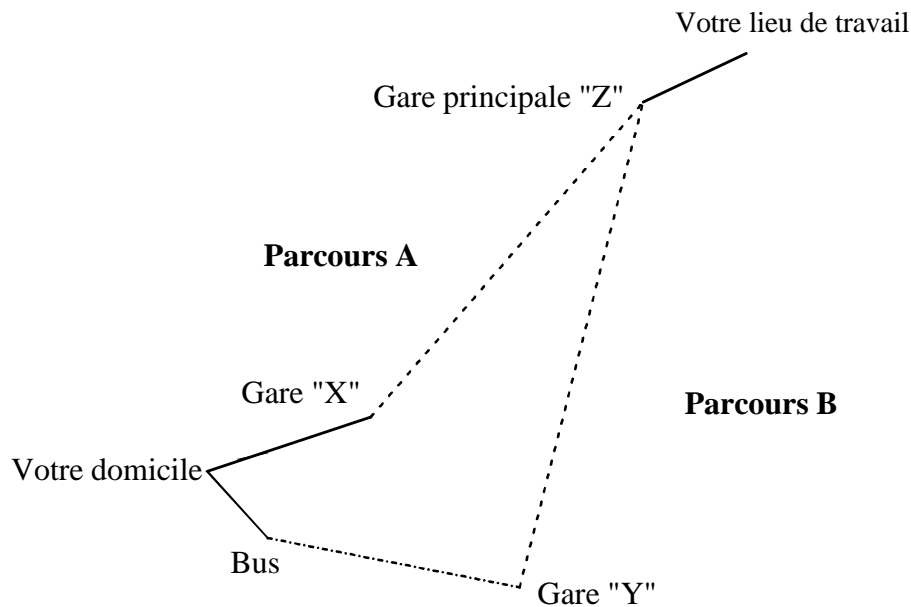 Votre lieu de travail
Gare principale "Z"
Parcours A
Gare "X"
Parcours B
Votre domicile
Bus
Gare "Y"